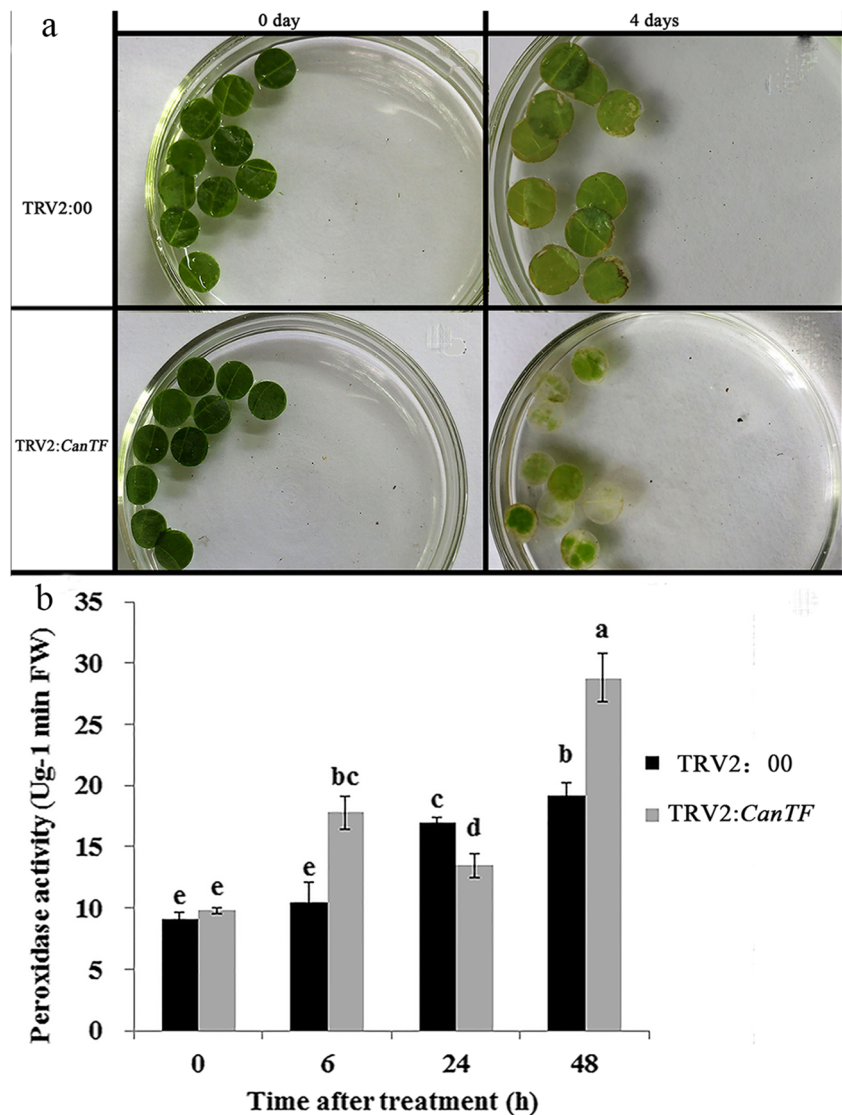 a
0 day
4 days
TRV2:00
TRV2:CanTF
b
Peroxidase activity (Ug-1 min FW)
35
30
25
20
15
10
5
0
e
e
e
bc
c
d
b
a
0
6
24
48
Time after treatment (h)
TRV2：00
TRV2:CanTF